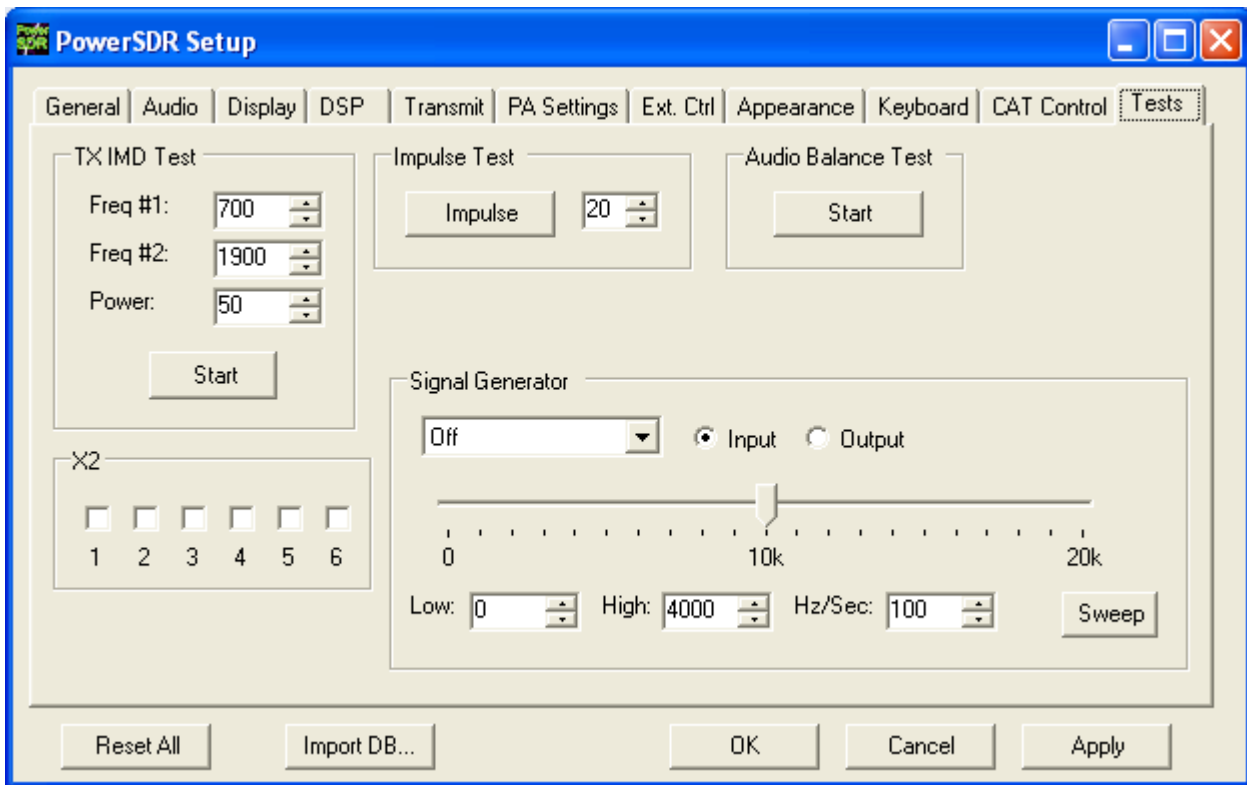 PowerSDR Setup
General Audio Display DSP Transmit PA Settings Ext. Ctrl Appearance Keyboard CAT Control Tests
TX IMD Test
Freq #1: 700
Freq #2: 1900
Power: 50
Start
Impulse Test
Impulse 20
Audio Balance Test
Start
X2
1 2 3 4 5 6
Signal Generator
Off Input Output
0 10k 20k
Low: 0 High: 4000 Hz/Sec: 100 Sweep
Reset All Import DB... OK Cancel Apply